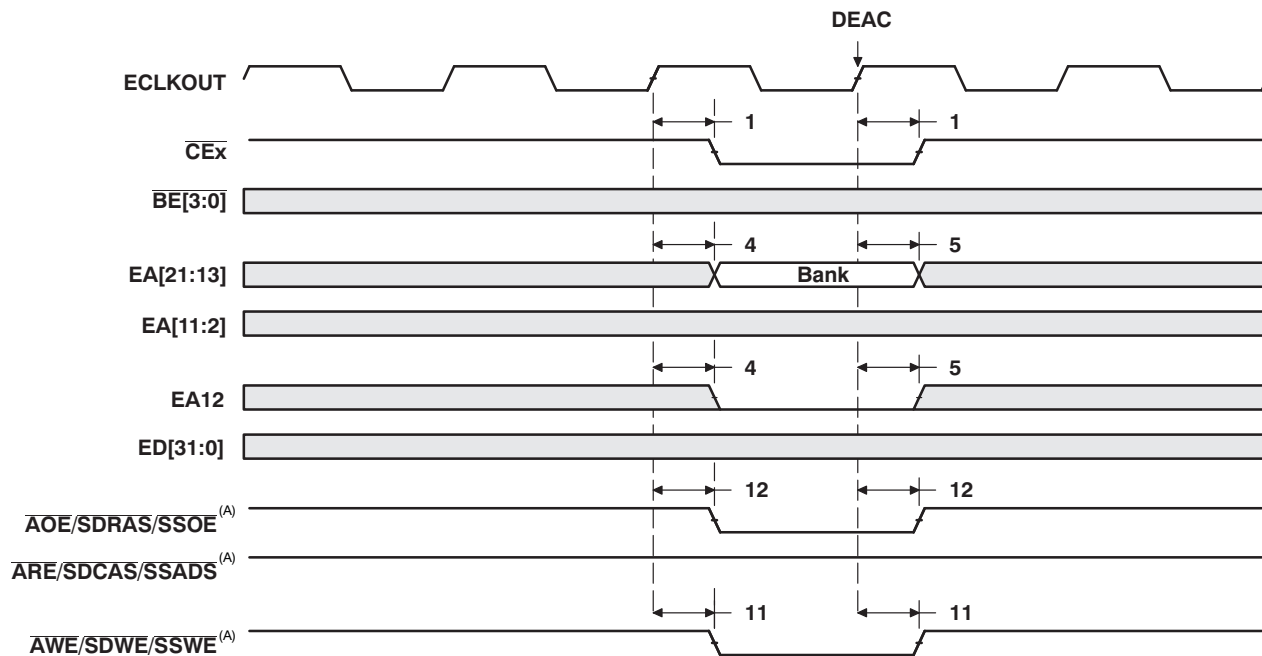 DEAC
ECLKOUT
1 1
CEx
BE[3:0]
4 5
EA[21:13] Bank
EA[11:2]
4 5
EA12
ED[31:0]
12 12
AOE/SDRAS/SSOE(A)
ARE/SDCAS/SSADS(A)
11 11
AWE/SDWE/SSWE(A)